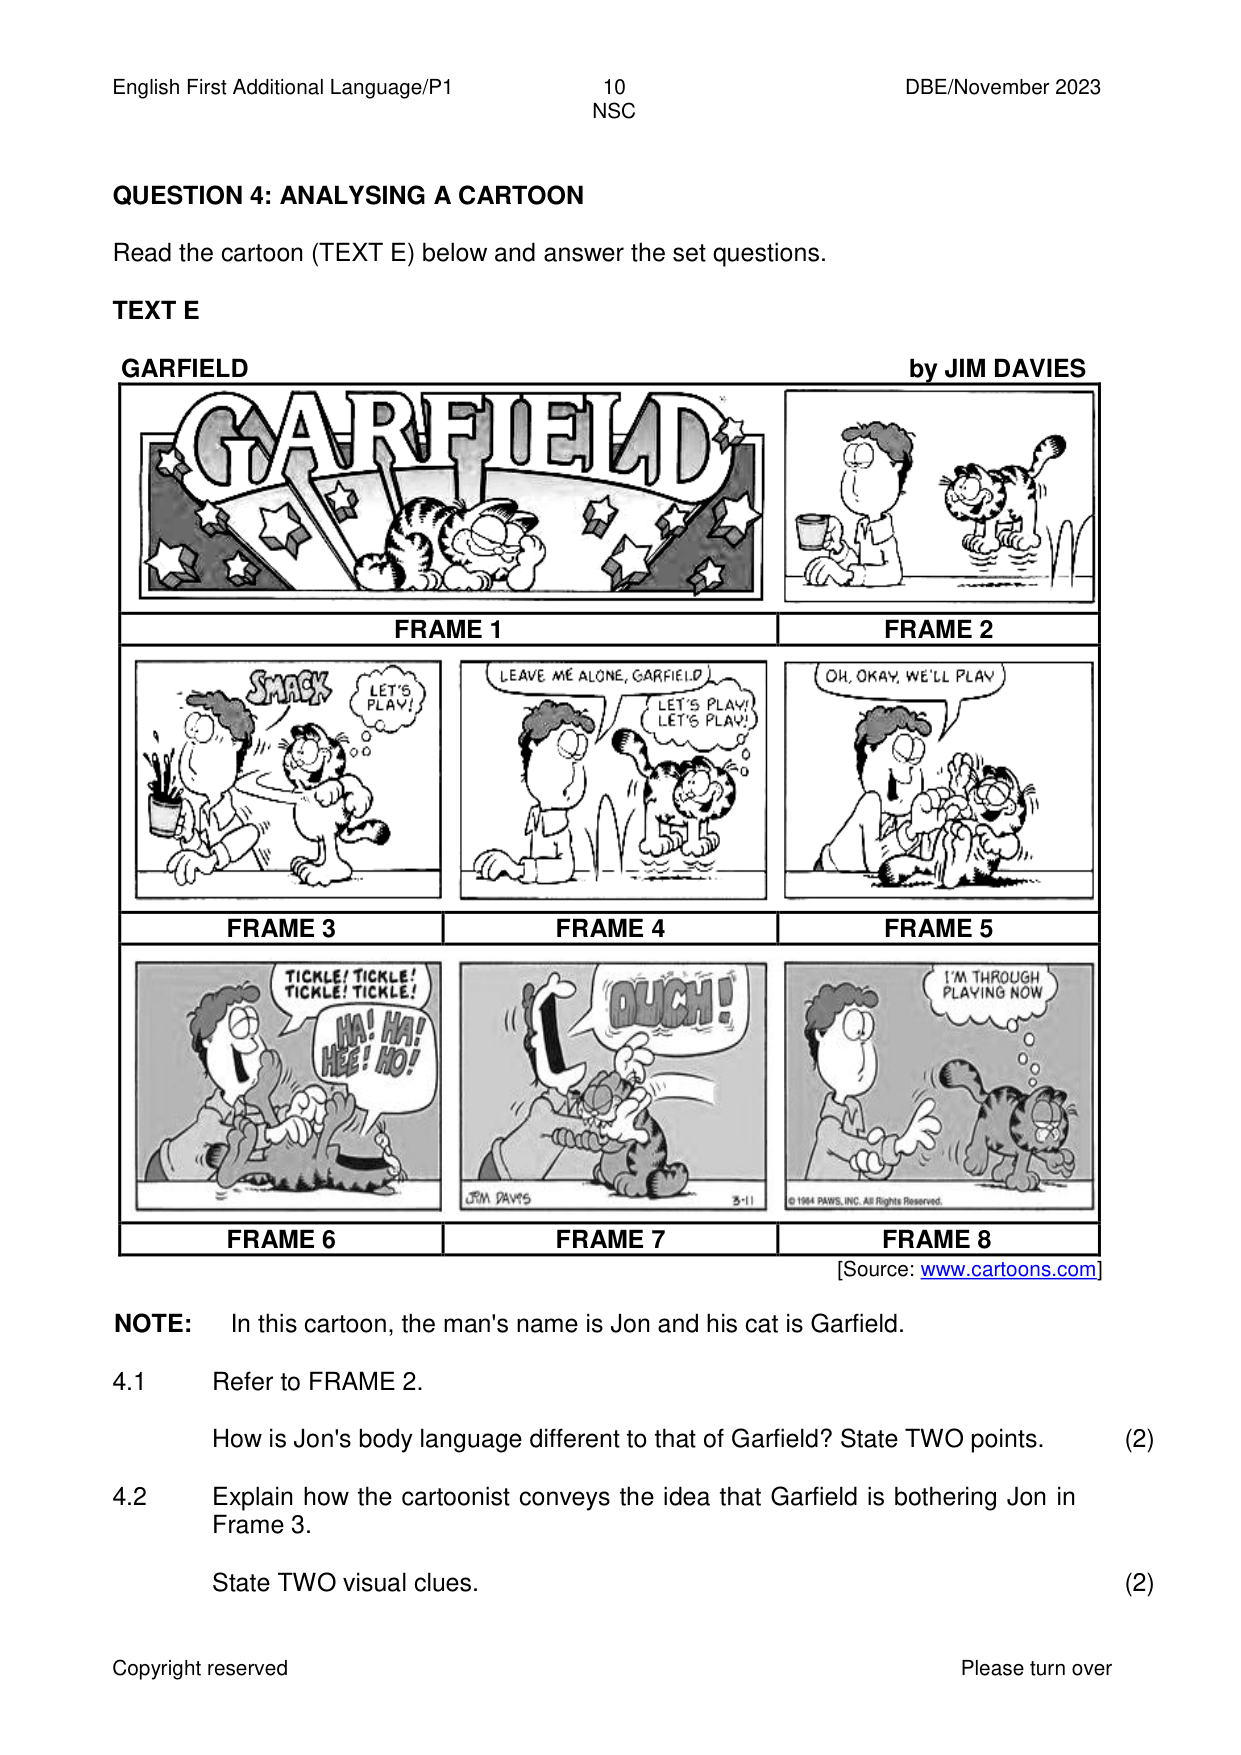 English First Additional Language/P1 10 DBE/November 2023
NSC
QUESTION 4: ANALYSING A CARTOON
Read the cartoon (TEXT E) below and answer the set questions.
TEXT E
GARFIELD by JIM DAVIES
GARFIELD
FRAME 1 FRAME 2
SMACK
LET'S
PLAY!
LEAVE ME ALONE, GARFIELD
LET'S PLAY!
LET'S PLAY!
OH, OKAY, WE'LL PLAY
FRAME 3 FRAME 4 FRAME 5
TICKLE! TICKLE!
TICKLE! TICKLE!
HA! HA!
HEE! HO!
OUCH!
JIM DAVIS 3-11
I'M THROUGH
PLAYING NOW
© 1984 PAWS, INC. All Rights Reserved.
FRAME 6 FRAME 7 FRAME 8
[Source: www.cartoons.com]
NOTE: In this cartoon, the man's name is Jon and his cat is Garfield.
4.1 Refer to FRAME 2.
How is Jon's body language different to that of Garfield? State TWO points. (2)
4.2 Explain how the cartoonist conveys the idea that Garfield is bothering Jon in
Frame 3.
State TWO visual clues. (2)
Copyright reserved Please turn over